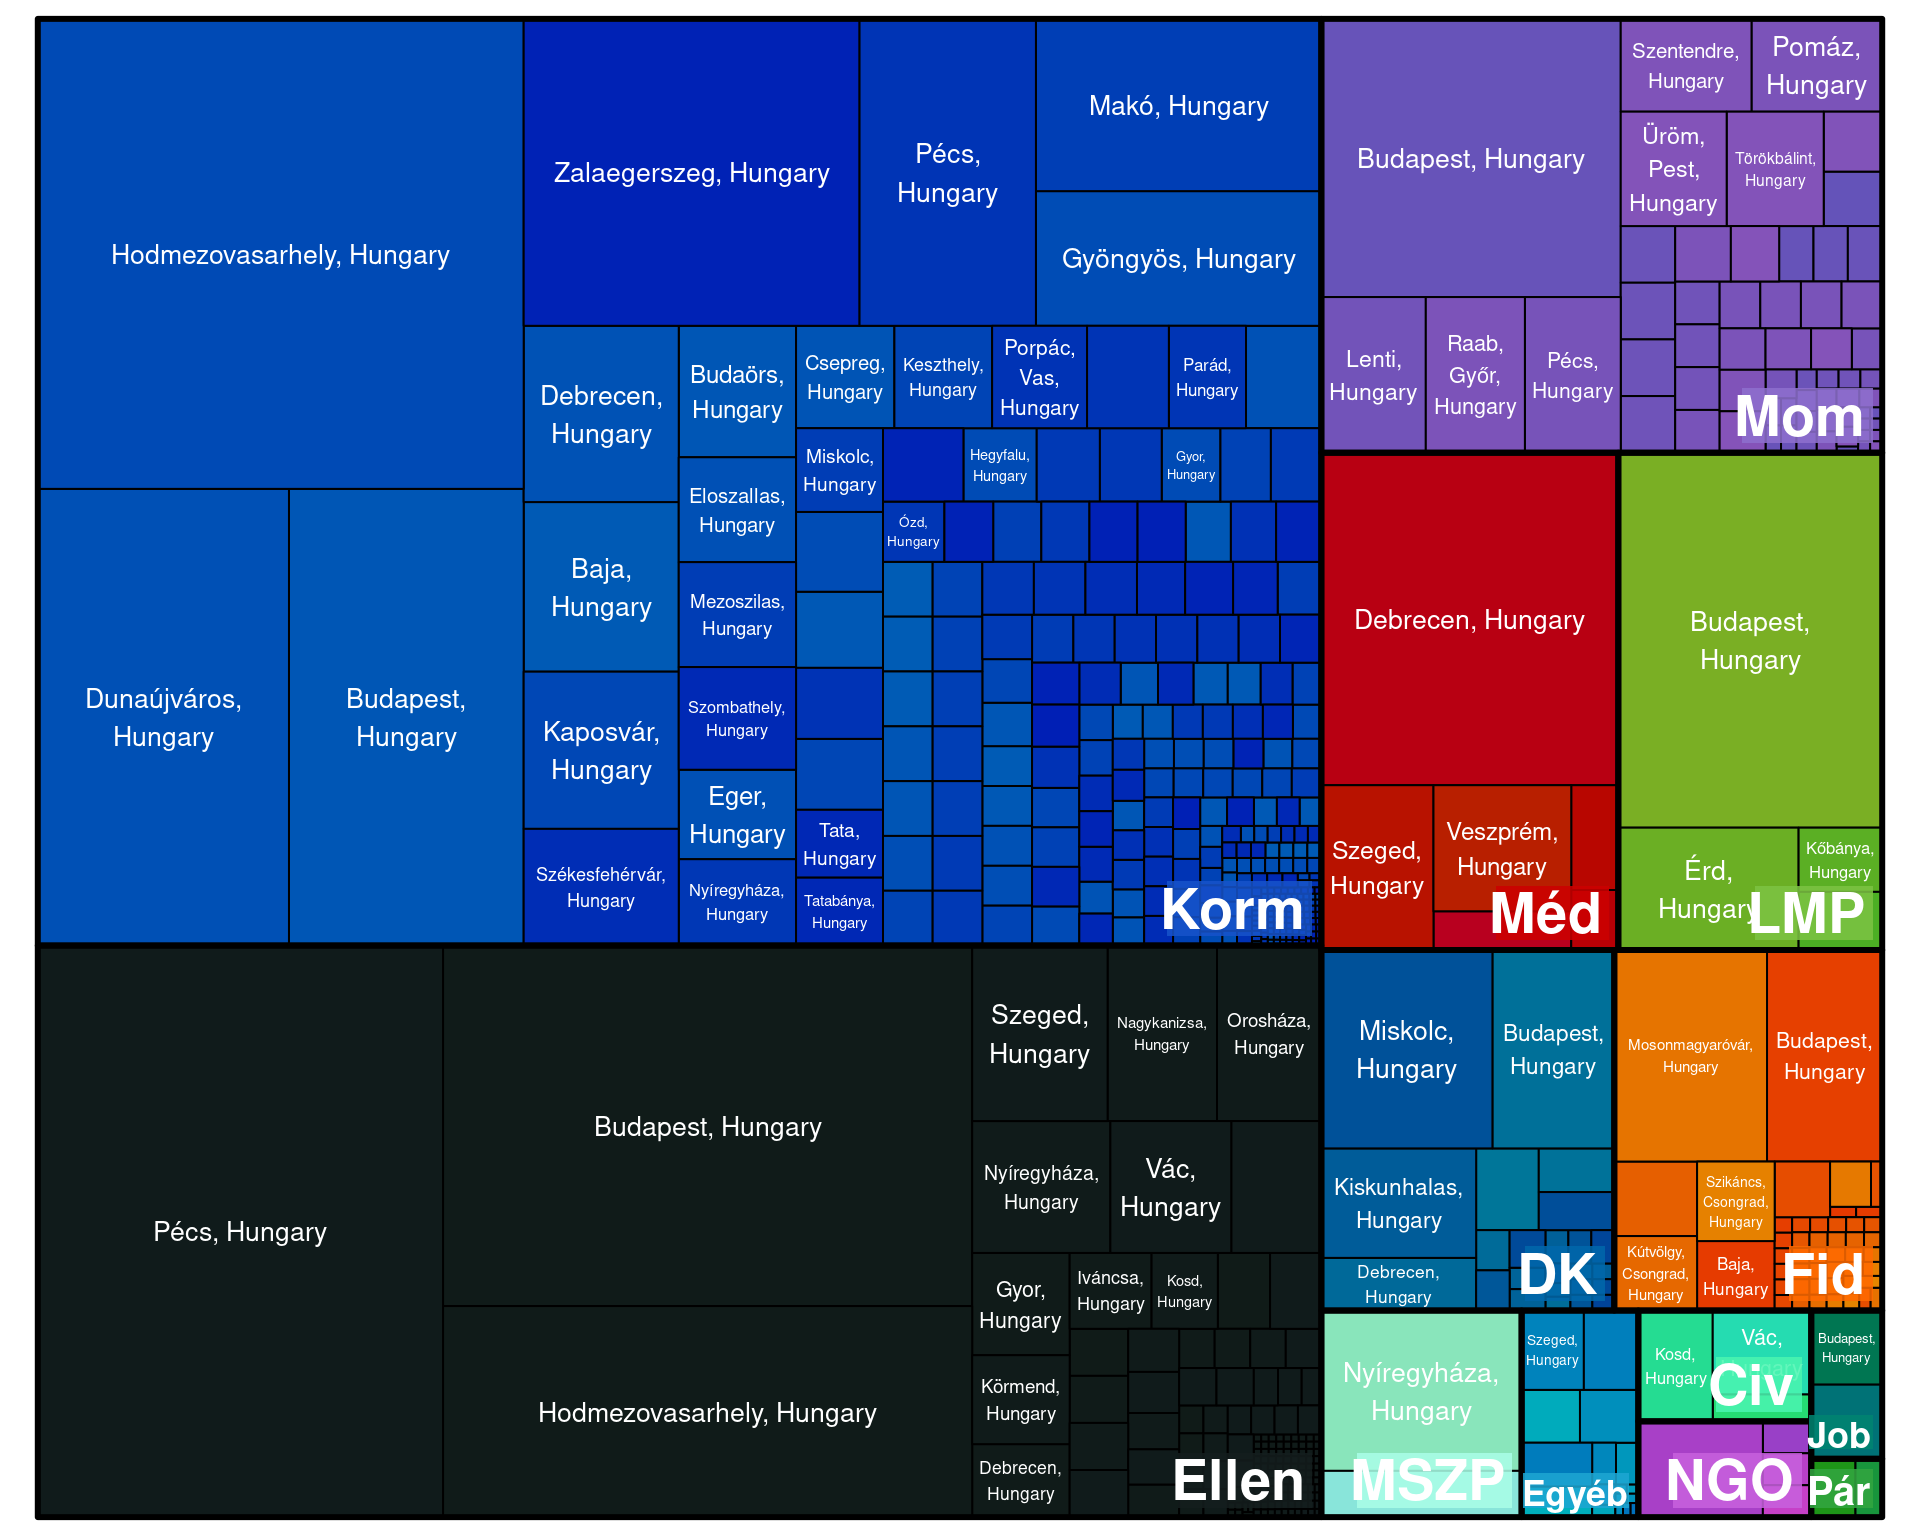 Hodmezovasarhely, Hungary
Dunaújváros,
Hungary
Budapest,
Hungary
Zalaegerszeg, Hungary
Pécs,
Hungary
Makó, Hungary
Gyöngyös, Hungary
Debrecen,
Hungary
Baja,
Hungary
Kaposvár,
Hungary
Székesfehérvár,
Hungary
Budaörs,
Hungary
Eloszallas,
Hungary
Mezoszilas,
Hungary
Szombathely,
Hungary
Eger,
Hungary
Nyíregyháza,
Hungary
Csepreg,
Hungary
Keszthely,
Hungary
Porpác,
Vas,
Hungary
Parád,
Hungary
Miskolc,
Hungary
Hegyfalu,
Hungary
Gyor,
Hungary
Ózd,
Hungary
Tata,
Hungary
Tatabánya,
Hungary
Korm
Budapest, Hungary
Szentendre,
Hungary
Pomáz,
Hungary
Üröm,
Pest,
Hungary
Törökbálint,
Hungary
Lenti,
Hungary
Raab,
Győr,
Hungary
Pécs,
Hungary
Mom
Debrecen, Hungary
Szeged,
Hungary
Veszprém,
Hungary
Méd
Budapest,
Hungary
Érd,
Hungary
Kőbánya,
Hungary
LMP
Pécs, Hungary
Budapest, Hungary
Hodmezovasarhely, Hungary
Szeged,
Hungary
Nagykanizsa,
Hungary
Orosháza,
Hungary
Nyíregyháza,
Hungary
Vác,
Hungary
Gyor,
Hungary
Iváncsa,
Hungary
Kosd,
Hungary
Körmend,
Hungary
Debrecen,
Hungary
Ellen
Miskolc,
Hungary
Budapest,
Hungary
Kiskunhalas,
Hungary
Debrecen,
Hungary
DK
Mosonmagyaróvár,
Hungary
Budapest,
Hungary
Szikáncs,
Csongrad,
Hungary
Kútvölgy,
Csongrad,
Hungary
Baja,
Hungary
Fid
Nyíregyháza,
Hungary
MSZP
Szeged,
Hungary
Egyéb
Kosd,
Hungary
Vác,
Hungary
Civ
Budapest,
Hungary
Job
NGO
Pár